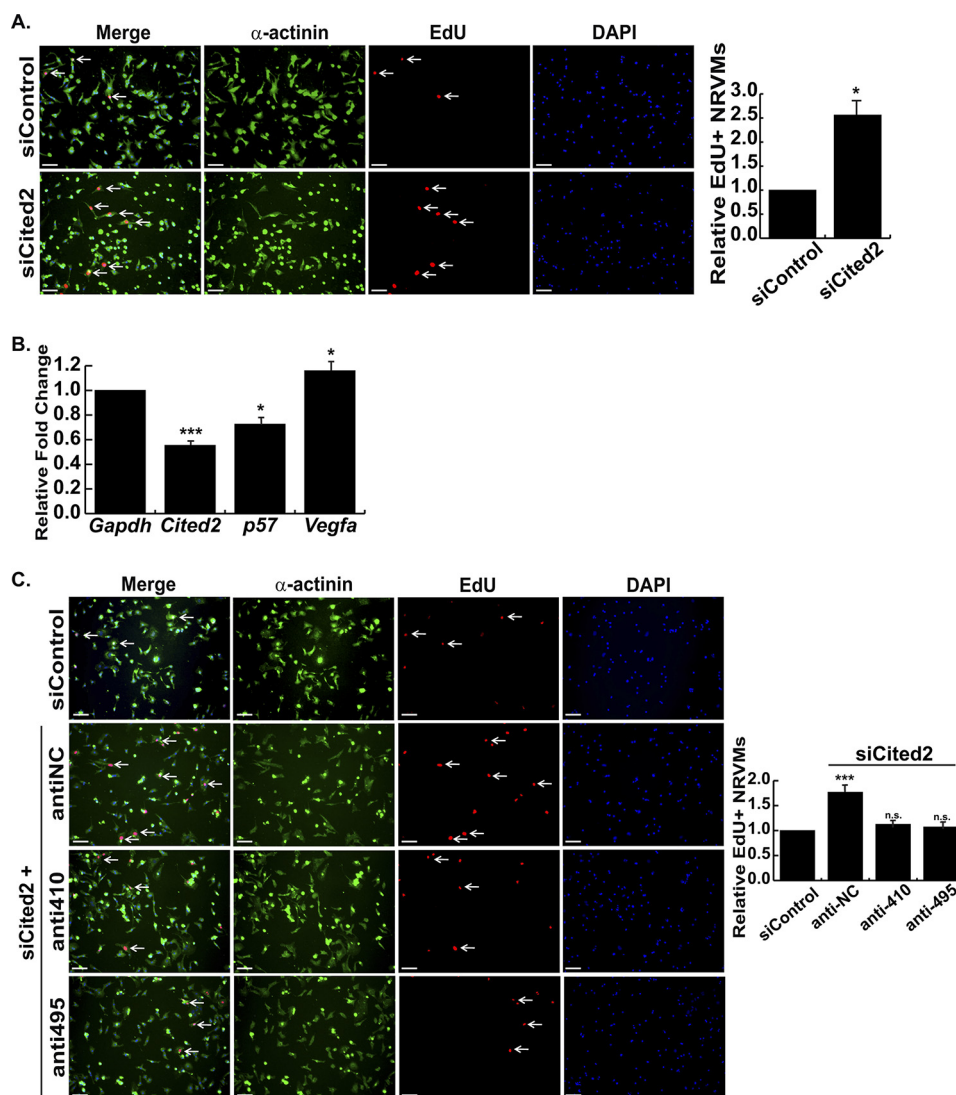 A.
Merge
α-actinin
EdU
DAPI
siControl
siCited2
Relative EdU+ NRVMs
3.0
2.5
2.0
1.5
1.0
0.5
0.0
*
siControl
siCited2
B.
Relative Fold Change
1.2
1.0
0.8
0.6
0.4
0.2
0.0
***
*
*
Gapdh
Cited2
p57
Vegfa
C.
Merge
α-actinin
EdU
DAPI
siControl
siCited2 +
antiNC
anti410
anti495
siCited2
Relative EdU+ NRVMs
2.0
1.5
1.0
0.5
0.0
***
n.s.
n.s.
siControl
anti-NC
anti-410
anti-495